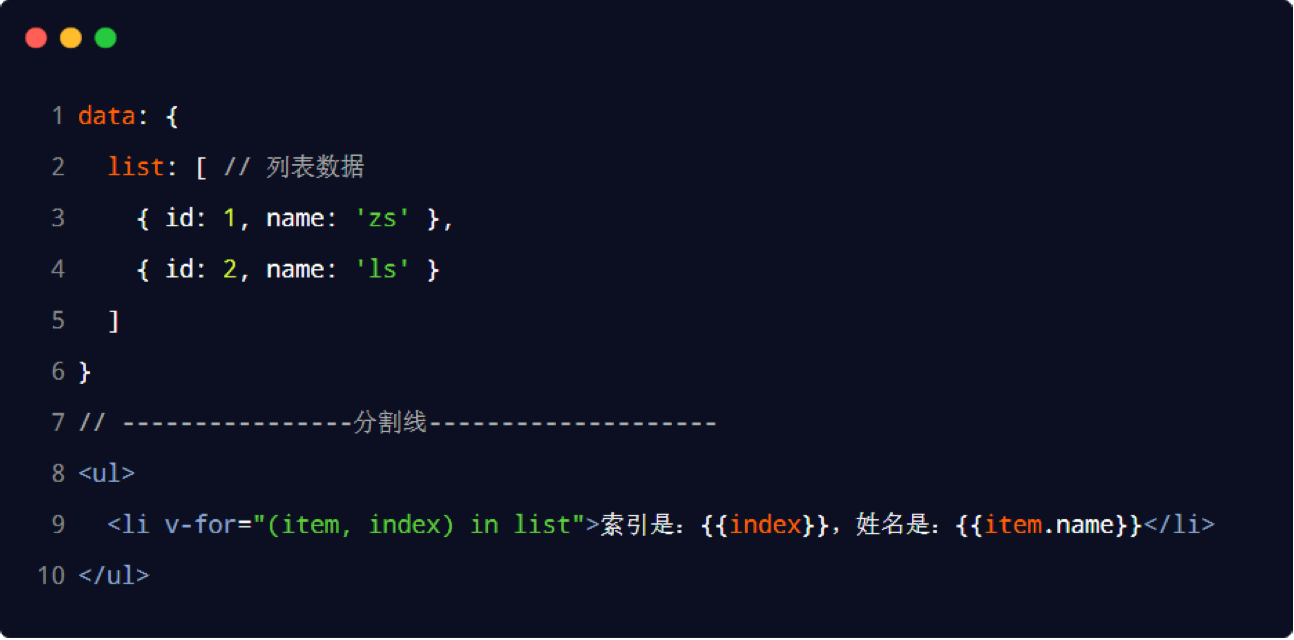 1 data: {
2   list: [ // 列表数据
3     { id: 1, name: 'zs' },
4     { id: 2, name: 'ls' }
5   ]
6 }
7 // ----------------分割线--------------------
8 <ul>
9   <li v-for="(item, index) in list">索引是：{{index}}，姓名是：{{item.name}}</li>
10 </ul>